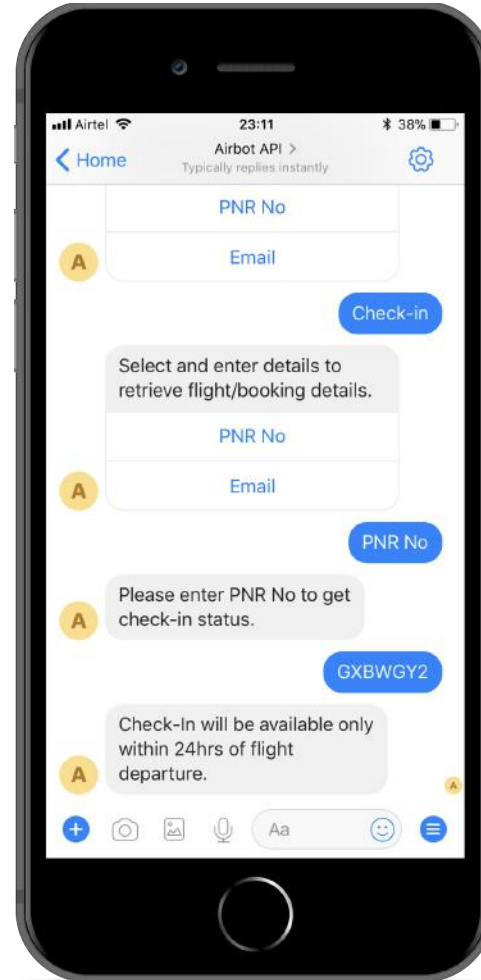 Airtel 23:11 38%
Home Airbot API >
Typically replies instantly
PNR No
Email
A
Check-in
Select and enter details to
retrieve flight/booking details.
PNR No
Email
A
PNR No
Please enter PNR No to get
check-in status.
A
GXBWGY2
Check-In will be available only
within 24hrs of flight
departure.
A
A
Aa